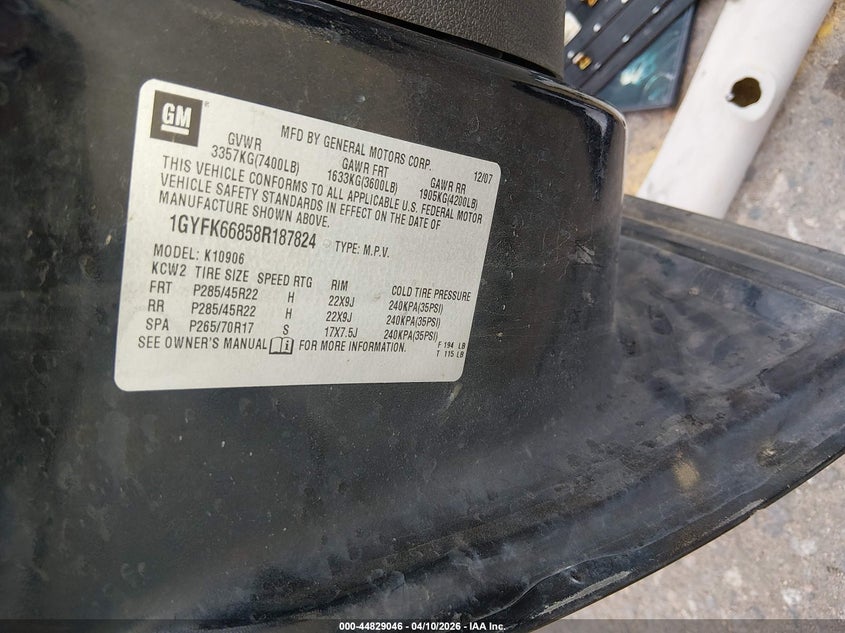 GM
MFD BY GENERAL MOTORS CORP. 12/07
GVWR GAWR FRT GAWR RR
3357KG(7400LB) 1633KG(3600LB) 1905KG(4200LB)
THIS VEHICLE CONFORMS TO ALL APPLICABLE U.S. FEDERAL MOTOR
VEHICLE SAFETY STANDARDS IN EFFECT ON THE DATE OF
MANUFACTURE SHOWN ABOVE.
1GYFK66858R187824 TYPE: M.P.V.
MODEL: K10906
KCW2 TIRE SIZE SPEED RTG RIM COLD TIRE PRESSURE
FRT P285/45R22 H 22X9J 240KPA(35PSI)
RR P285/45R22 H 22X9J 240KPA(35PSI)
SPA P265/70R17 S 17X7.5J 240KPA(35PSI)
SEE OWNER'S MANUAL FOR MORE INFORMATION.
F 194 LB
T 115 LB
000-44829046 - 04/10/2026 - IAA Inc.